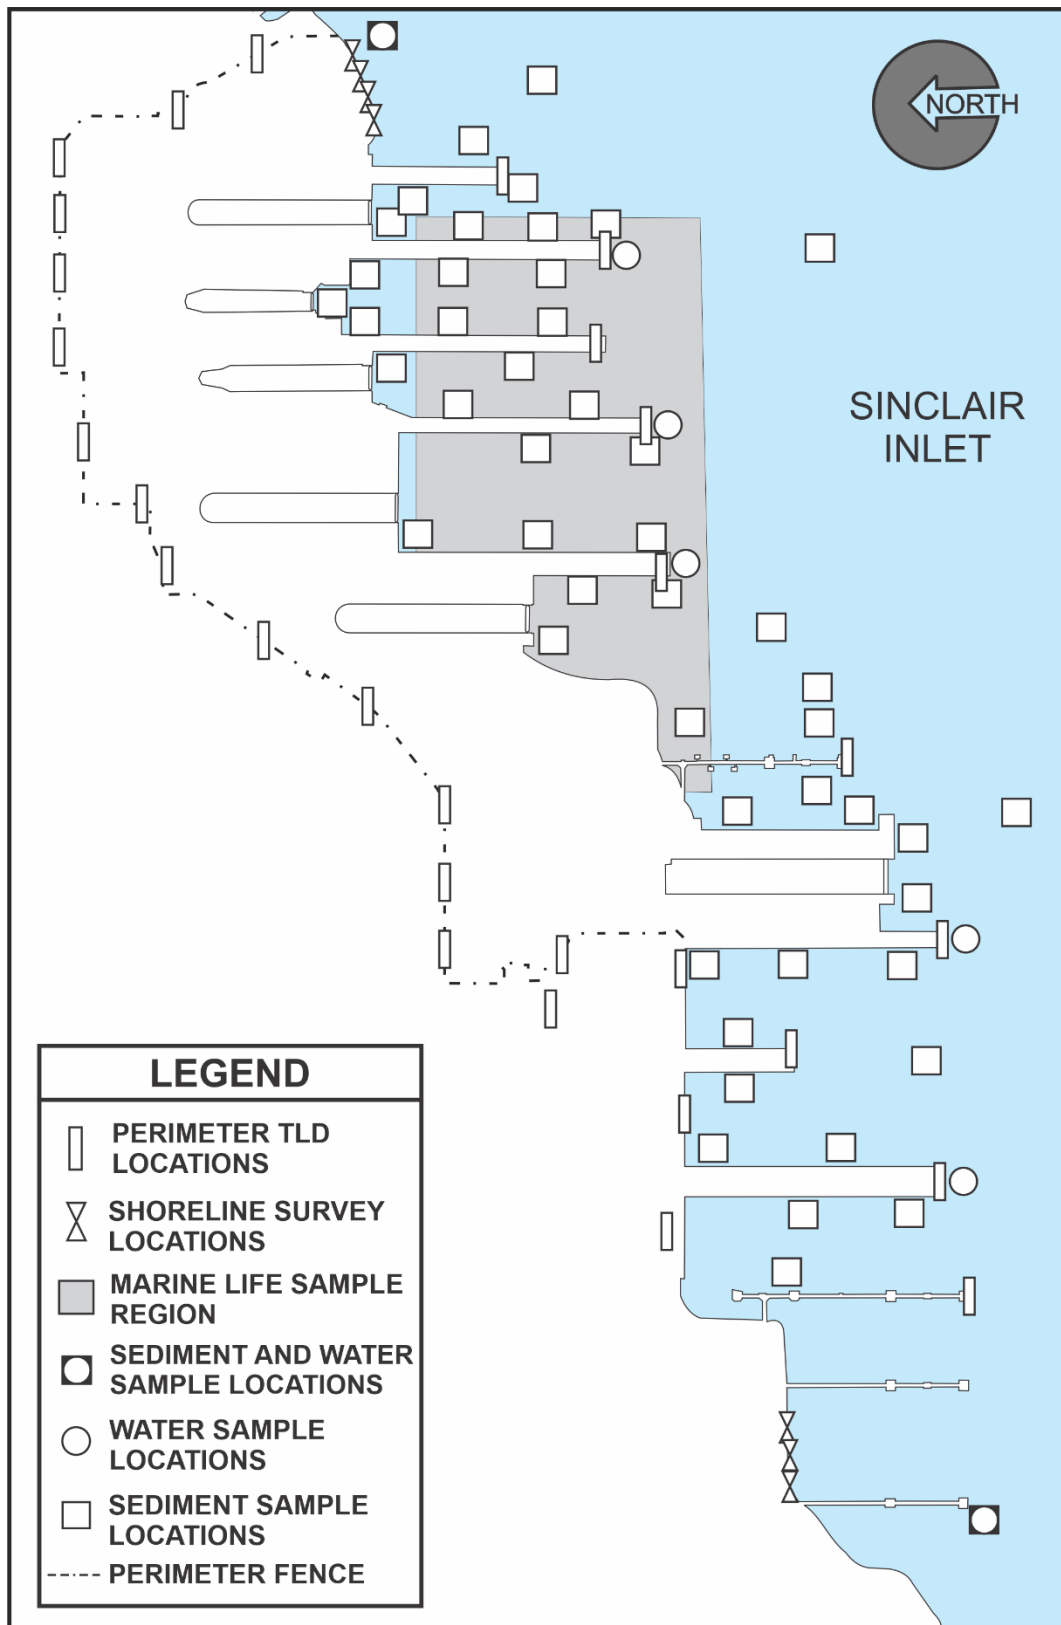 NORTH
SINCLAIR
INLET
LEGEND
PERIMETER TLD
LOCATIONS
SHORELINE SURVEY
LOCATIONS
MARINE LIFE SAMPLE
REGION
SEDIMENT AND WATER
SAMPLE LOCATIONS
WATER SAMPLE
LOCATIONS
SEDIMENT SAMPLE
LOCATIONS
PERIMETER FENCE